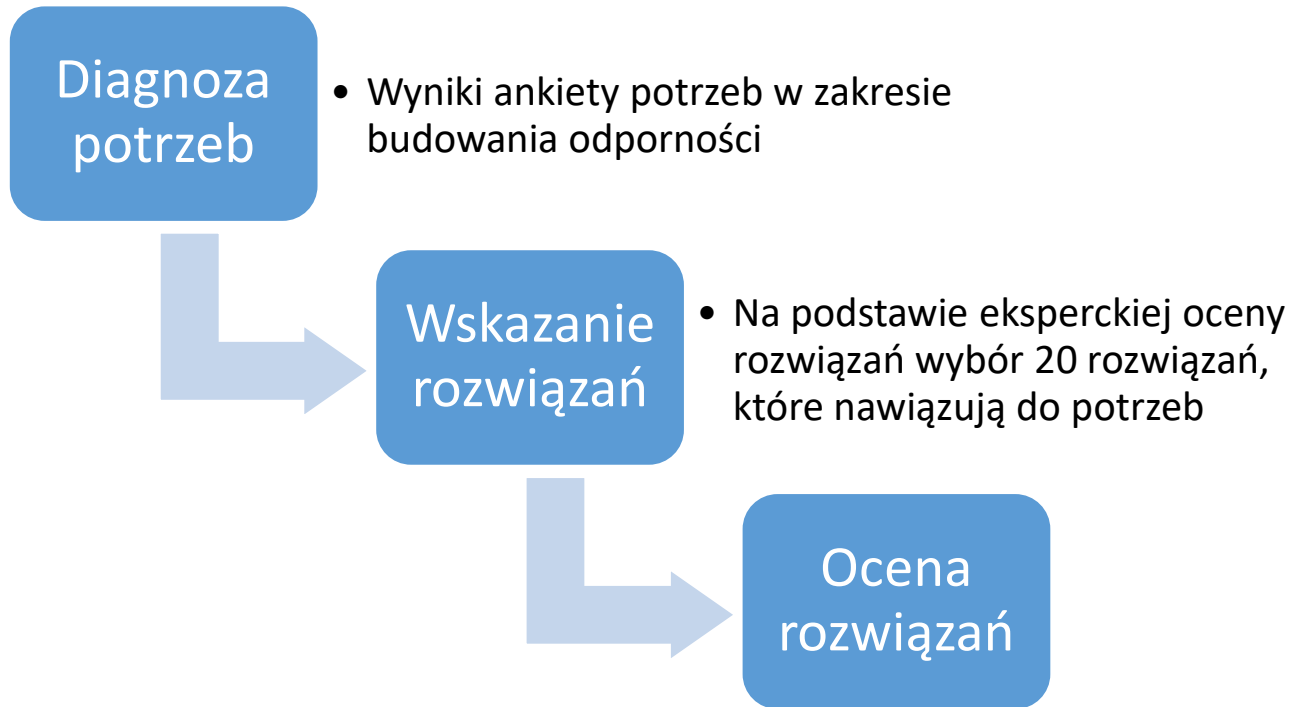 Diagnoza
potrzeb
• Wyniki ankiety potrzeb w zakresie
budowania odporności
Wskazanie
rozwiązań
• Na podstawie eksperckiej oceny
rozwiązań wybór 20 rozwiązań,
które nawiązują do potrzeb
Ocena
rozwiązań